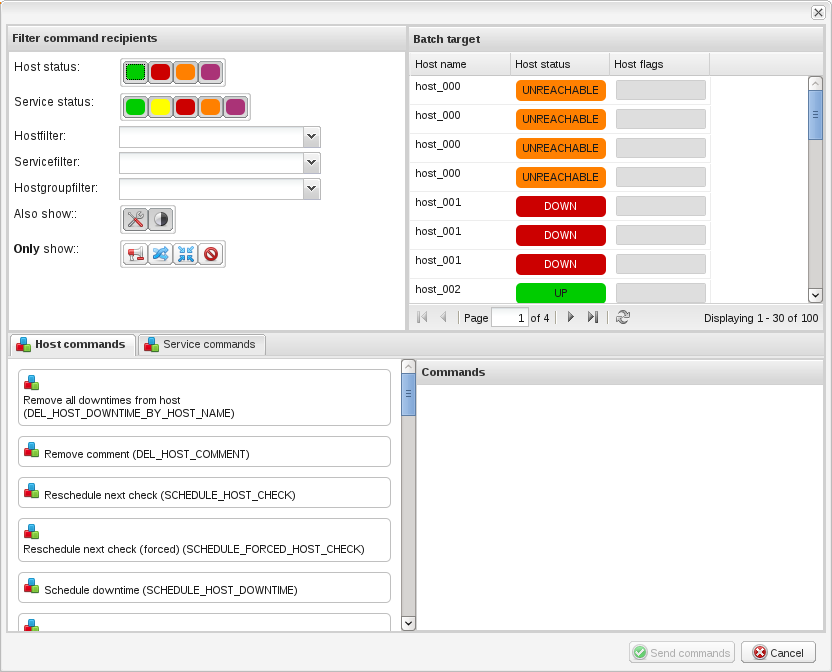 Filter command recipients
Host status:
Service status:
Hostfilter:
Servicefilter:
Hostgroupfilter:
Also show::
Only show::
Batch target
Host name Host status Host flags
host_000 UNREACHABLE
host_000 UNREACHABLE
host_000 UNREACHABLE
host_000 UNREACHABLE
host_001 DOWN
host_001 DOWN
host_001 DOWN
host_002 UP
Page 1 of 4 Displaying 1 - 30 of 100
Host commands Service commands
Remove all downtimes from host
(DEL_HOST_DOWNTIME_BY_HOST_NAME)
Remove comment (DEL_HOST_COMMENT)
Reschedule next check (SCHEDULE_HOST_CHECK)
Reschedule next check (forced) (SCHEDULE_FORCED_HOST_CHECK)
Schedule downtime (SCHEDULE_HOST_DOWNTIME)
Commands
Send commands Cancel